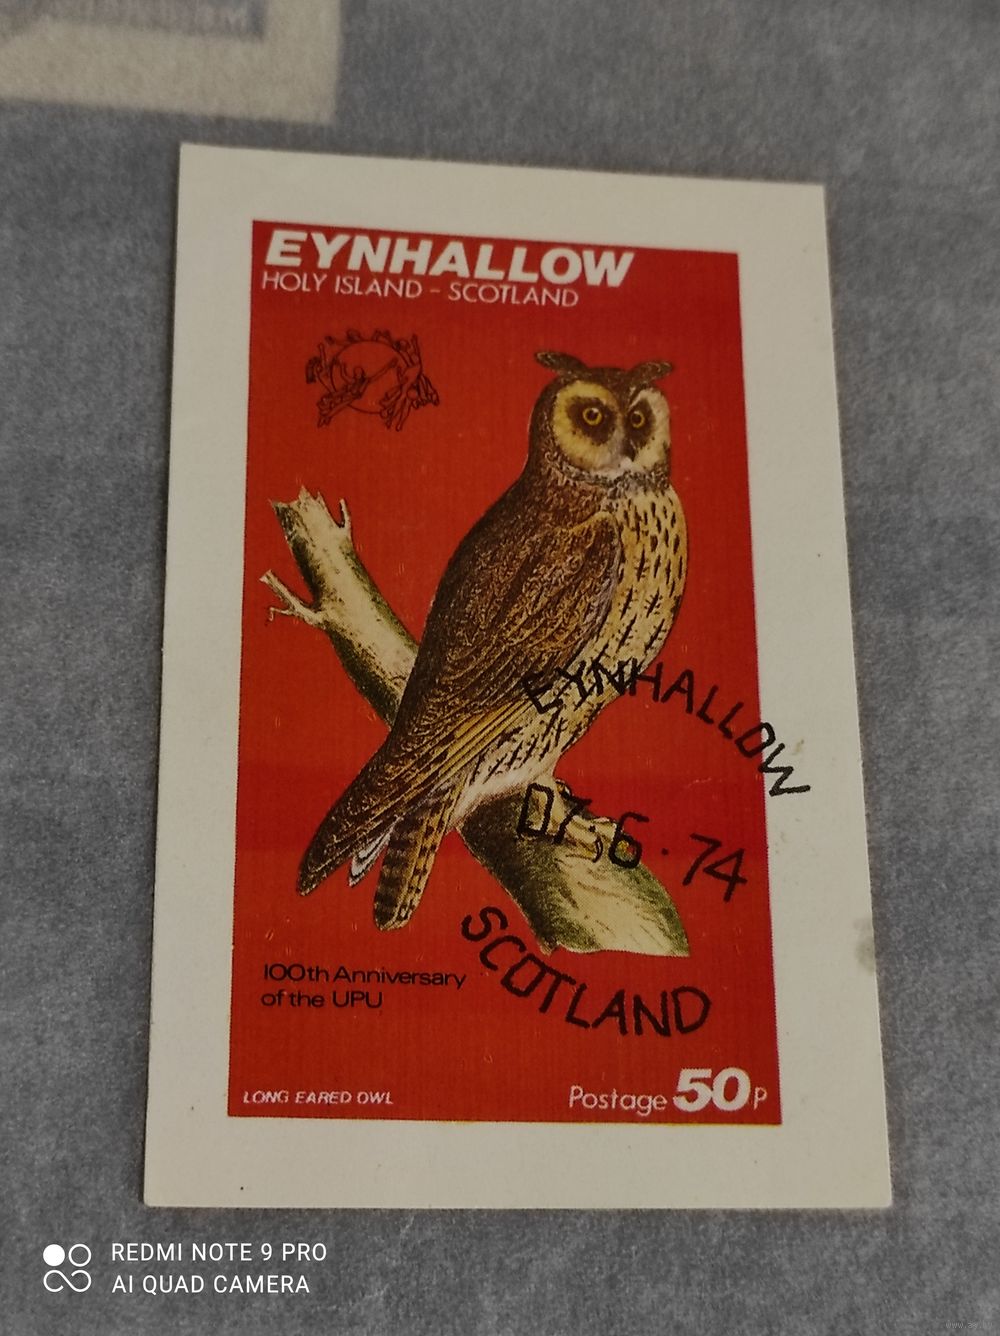 EYNHALLOW
HOLY ISLAND - SCOTLAND
EYNHALLOW
07.6.74
SCOTLAND
100th Anniversary
of the UPU
LONG EARED OWL
Postage 50p
REDMI NOTE 9 PRO
AI QUAD CAMERA